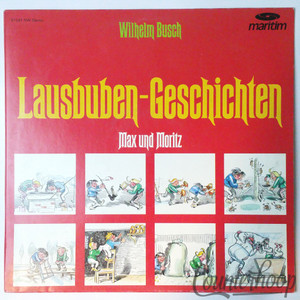 Wilhelm Busch
maritim
Lausbuben-Geschichten
Max und Moritz